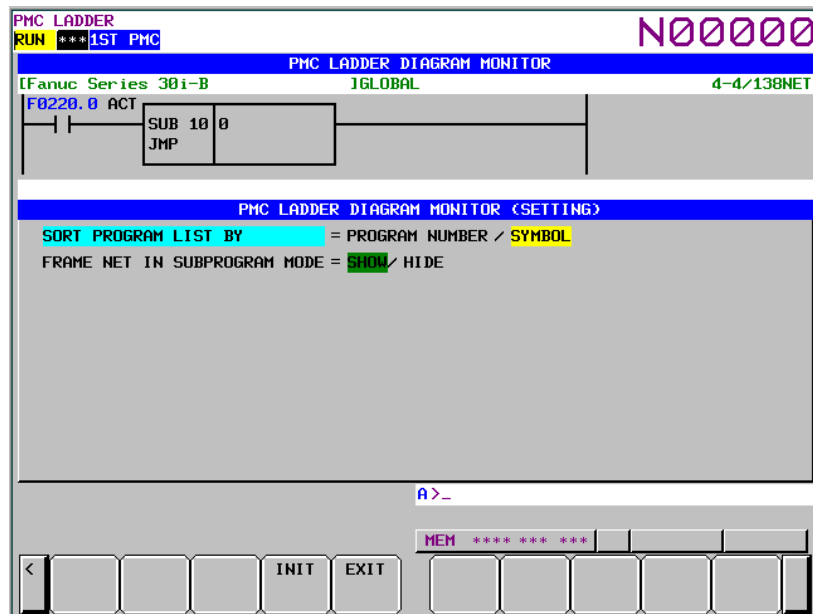 PMC LADDER
N00000
RUN ***1ST PMC
PMC LADDER DIAGRAM MONITOR
[Fanuc Series 30i-B ]GLOBAL 4-4/138NET
F0220.0 ACT
SUB 10 0
JMP
PMC LADDER DIAGRAM MONITOR (SETTING)
SORT PROGRAM LIST BY = PROGRAM NUMBER / SYMBOL
FRAME NET IN SUBPROGRAM MODE = SHOW/ HIDE
A>_
MEM **** *** ***
< INIT EXIT